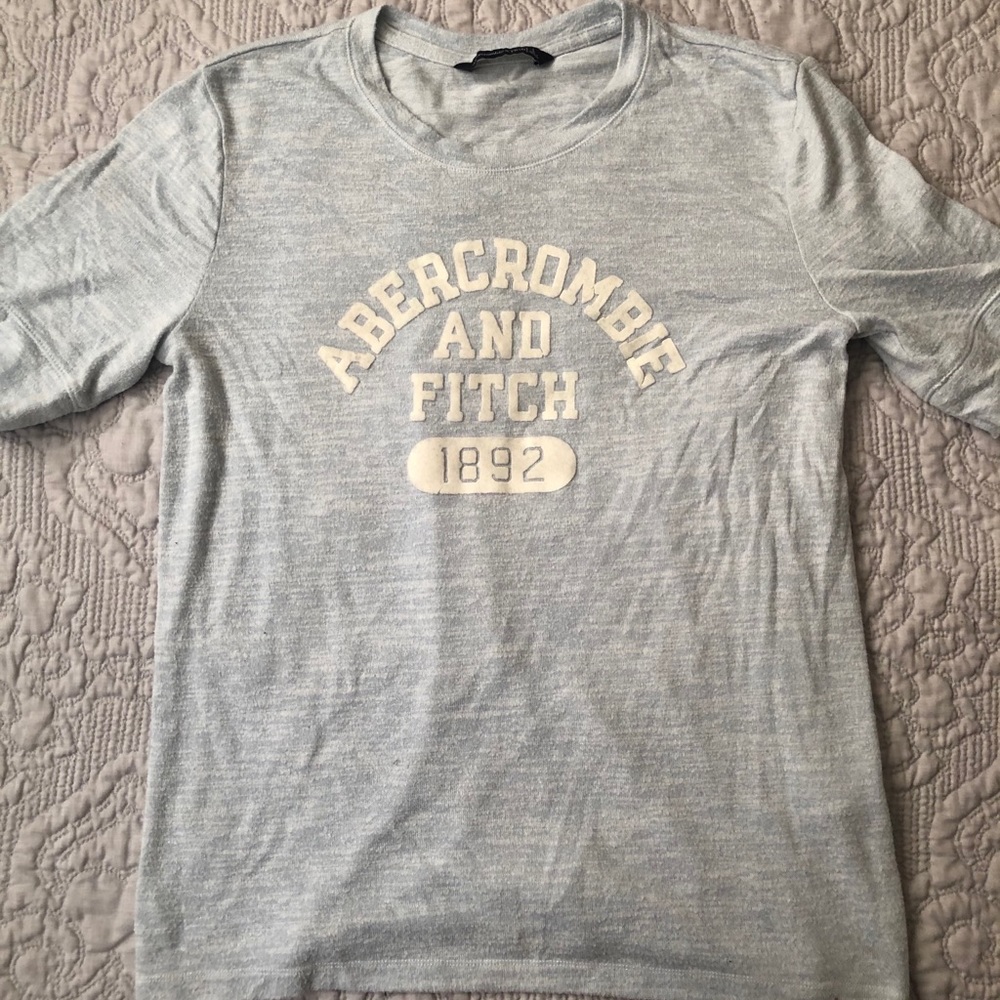 ABERCROMBIE
AND
FITCH
1892